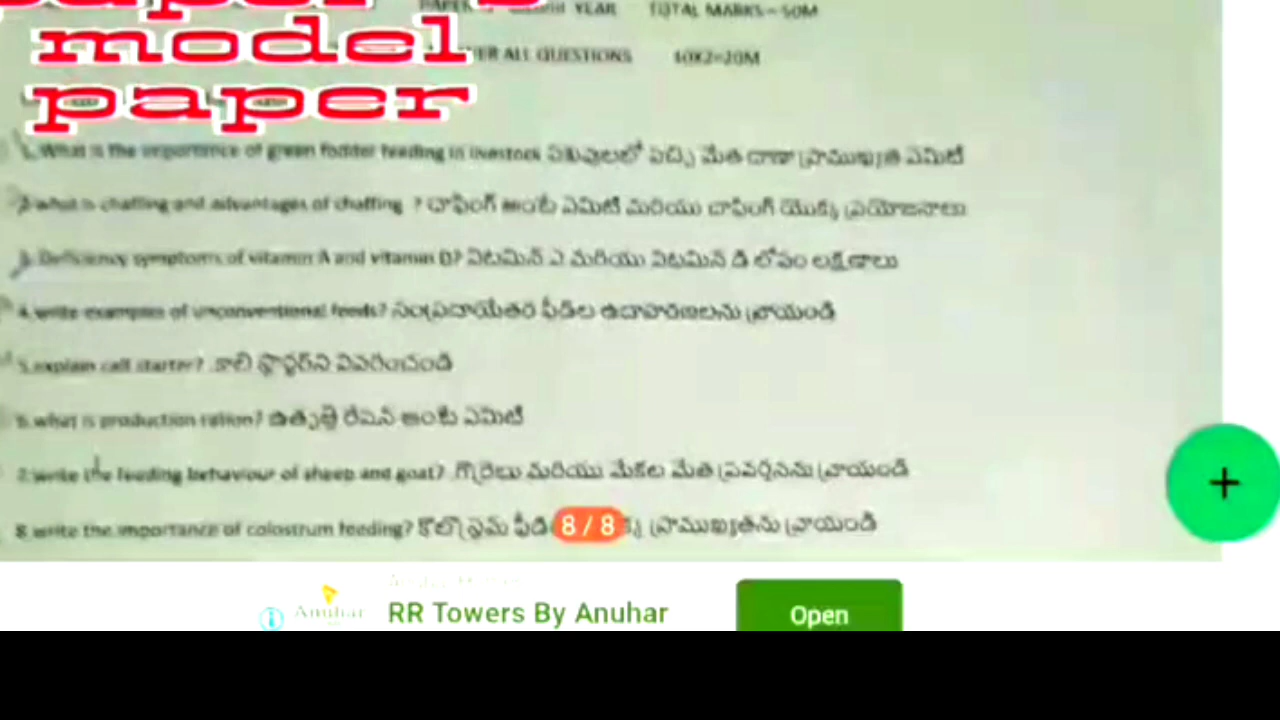 model
YEAR TOTAL MARKS - 50M
ALL QUESTIONS 10X2=20M
paper
1. What is the importance of green fodder feeding in livestock పశువులలో పచ్చి మేత దాణా ప్రాముఖ్యత ఏమిటి
2.what is chaffing and advantages of chaffing ? చాఫింగ్ అంటే ఏమిటి మరియు చాఫింగ్ యొక్క ప్రయోజనాలు
3. Deficiency symptoms of vitamin A and vitamin D? విటమిన్ ఎ మరియు విటమిన్ డి లోపం లక్షణాలు
4.write examples of unconventional feeds? సంప్రదాయేతర ఫీడ్‌ల ఉదాహరణలను వ్రాయండి
5.explain calf starter? కాఫ్ స్టార్టర్‌ని వివరించండి
6.what is production ration? ఉత్పత్తి రేషన్ అంటే ఏమిటి
7.write the feeding behaviour of sheep and goat? గొర్రెలు మరియు మేకల మేత ప్రవర్తనను వ్రాయండి
8.write the importance of colostrum feeding? కొలొస్ట్రమ్ ఫీడి 8 / 8 క్క ప్రాముఖ్యతను వ్రాయండి
Anuhar RR Towers By Anuhar Open